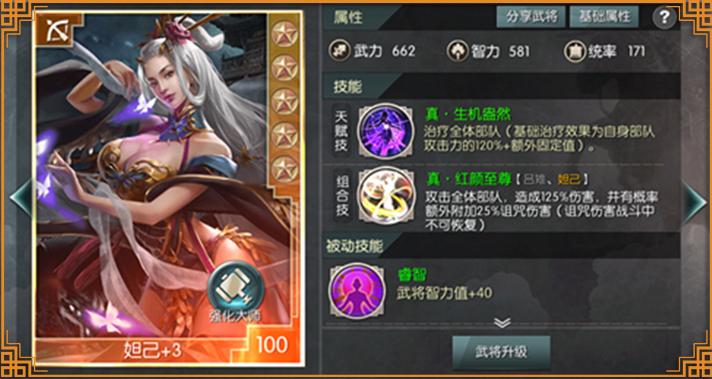 属性
分享武将
基础属性
?
武力 662
智力 581
统率 171
技能
天赋技
真·生机盎然
治疗全体部队（基础治疗效果为自身部队
攻击力的120%+额外固定值）。
组合技
真·红颜至尊【吕雉、妲己】
攻击全体部队，造成125%伤害，并有概率
额外附加25%诅咒伤害（诅咒伤害战斗中
不可恢复）
被动技能
睿智
武将智力值+40
强化大师
妲己+3
100
武将升级